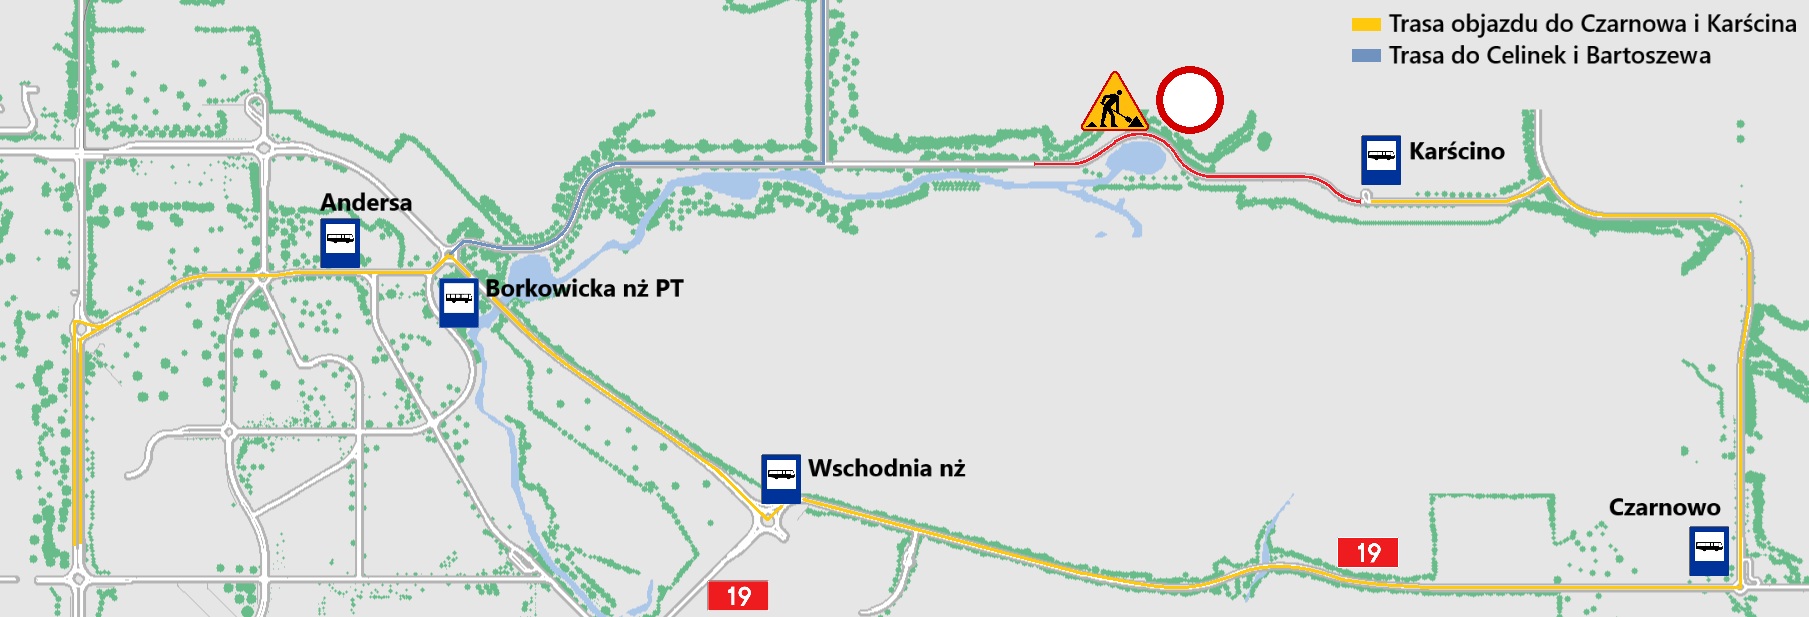 Trasa objazdu do Czarnowa i Karścina
Trasa do Celinek i Bartoszewa
Karścino
Andersa
Borkowicka nż PT
Wschodnia nż
Czarnowo
19
19